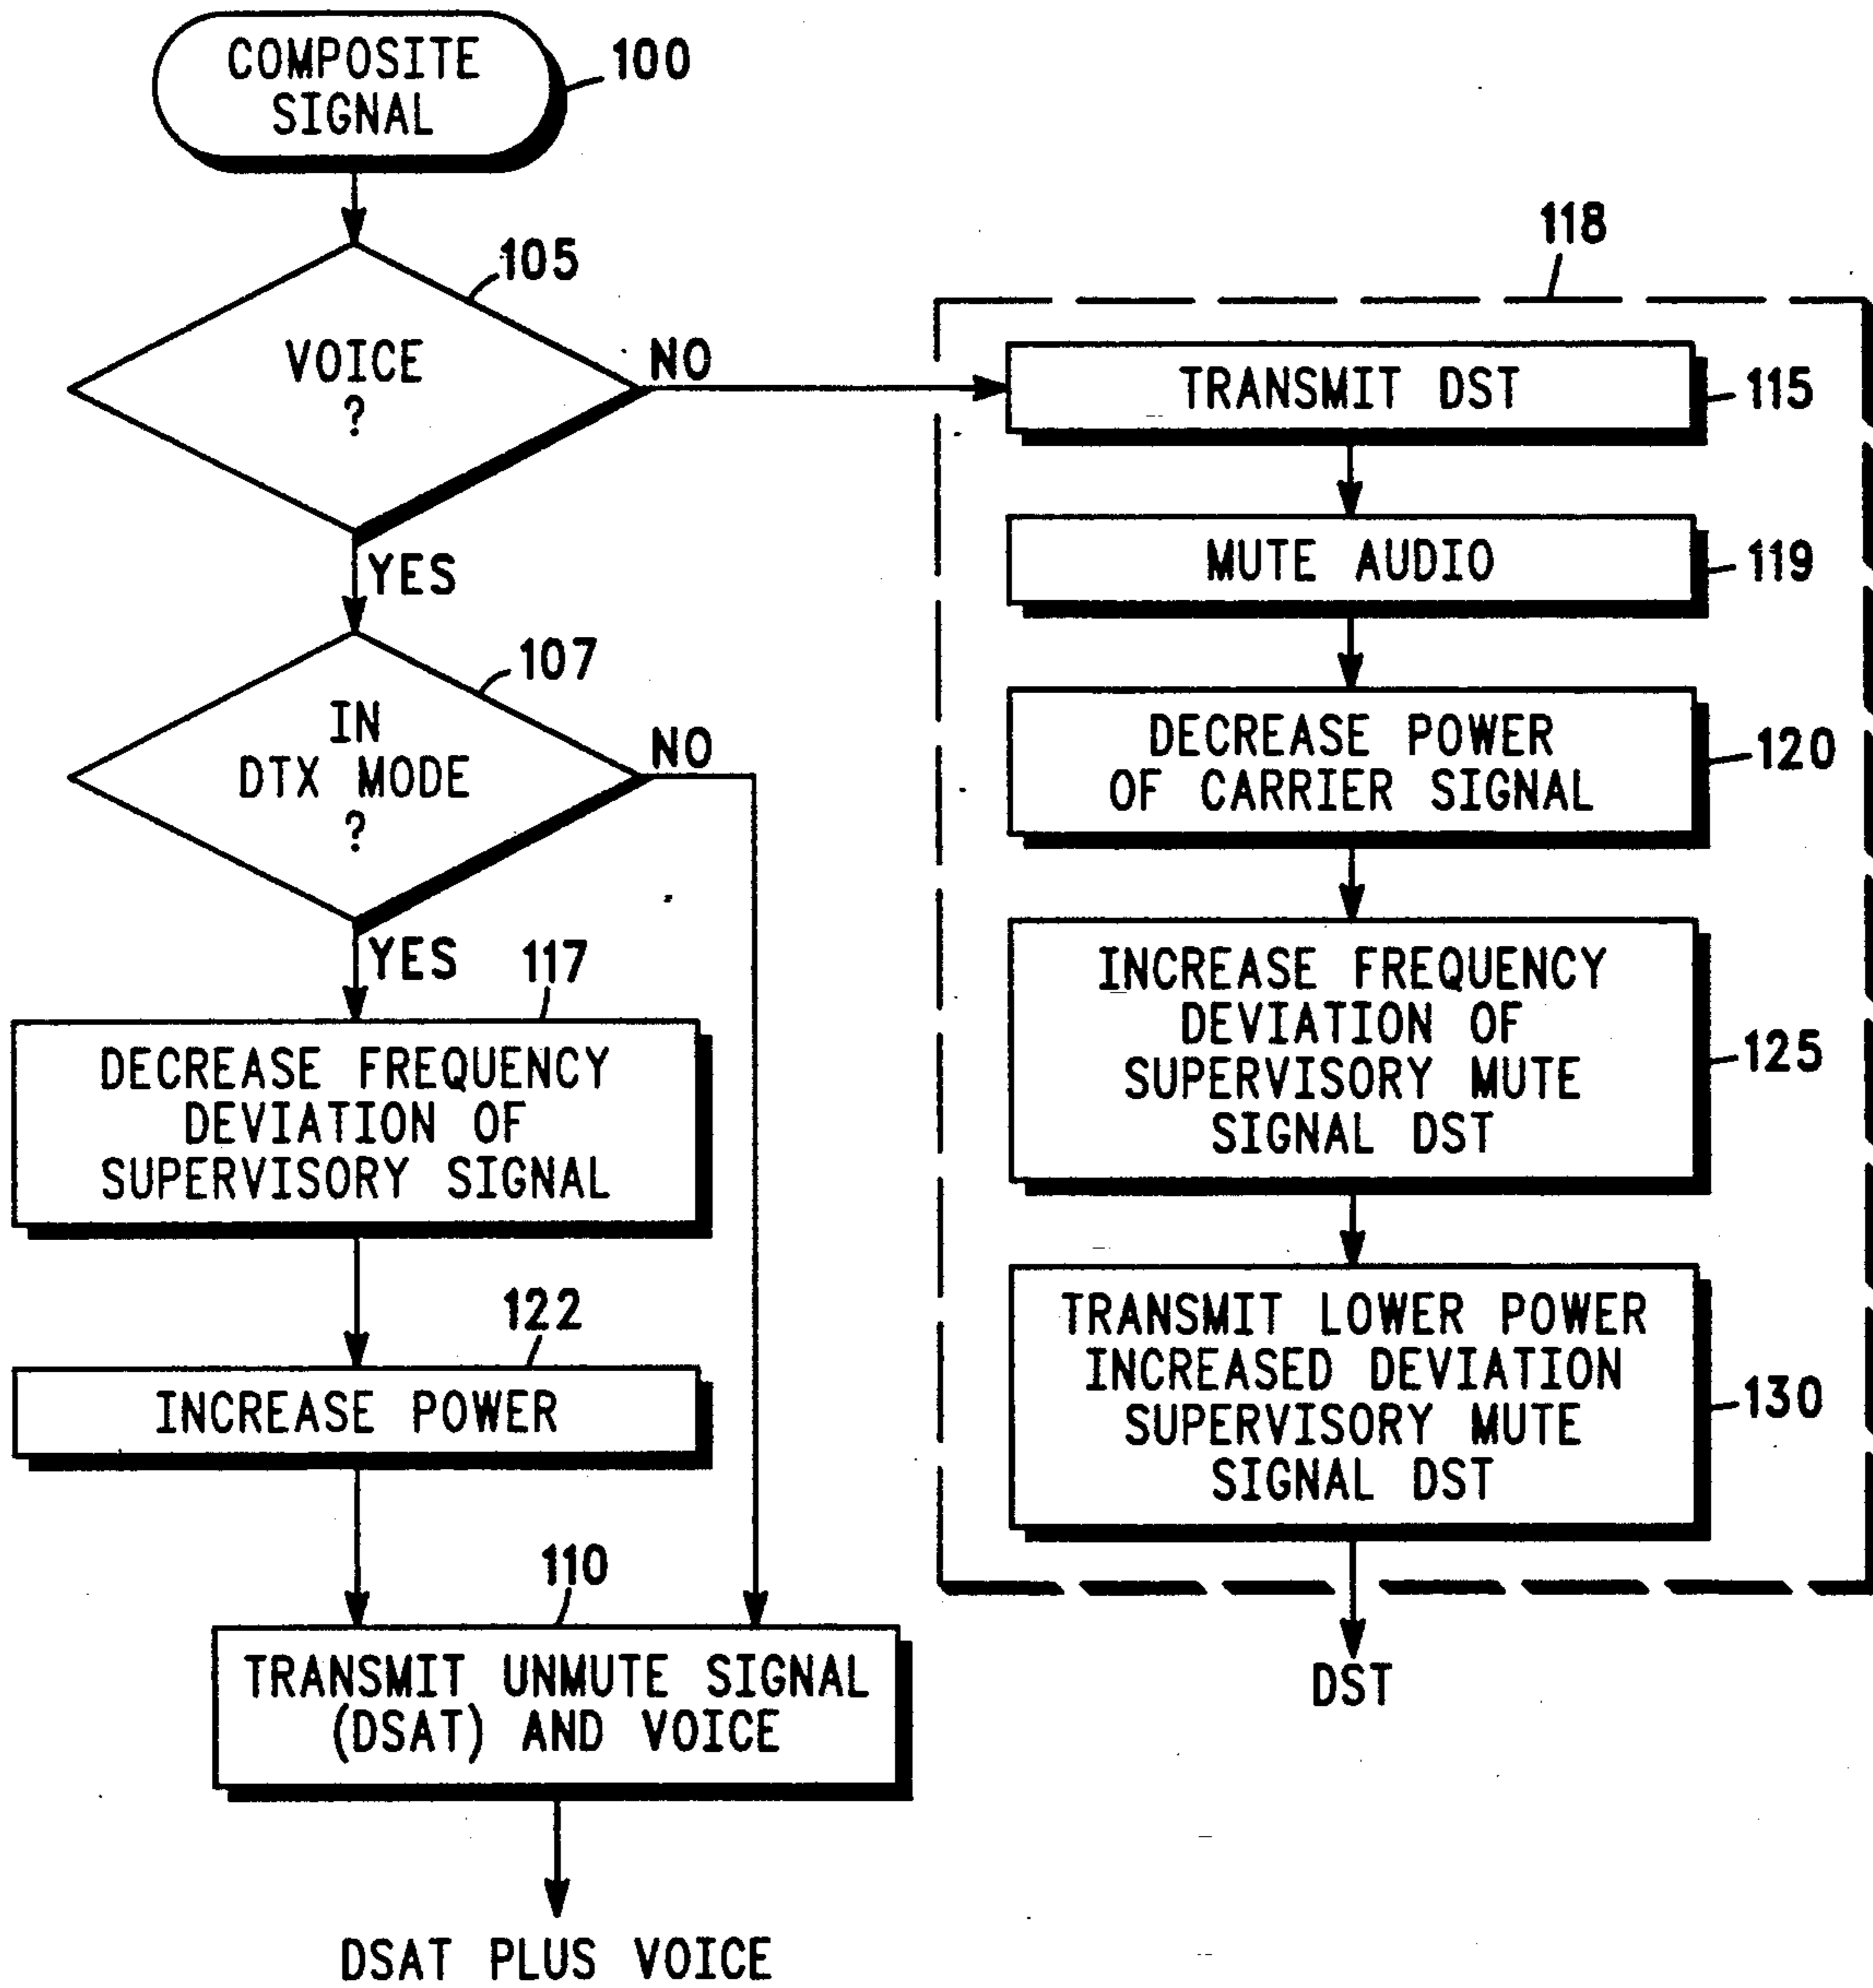 COMPOSITE
SIGNAL
100
105
VOICE
?
NO
YES
107
IN
DTX MODE
?
NO
YES
117
DECREASE FREQUENCY
DEVIATION OF
SUPERVISORY SIGNAL
122
INCREASE POWER
110
TRANSMIT UNMUTE SIGNAL
(DSAT) AND VOICE
DSAT PLUS VOICE
118
TRANSMIT DST
115
MUTE AUDIO
119
DECREASE POWER
OF CARRIER SIGNAL
120
INCREASE FREQUENCY
DEVIATION OF
SUPERVISORY MUTE
SIGNAL DST
125
TRANSMIT LOWER POWER
INCREASED DEVIATION
SUPERVISORY MUTE
SIGNAL DST
130
DST